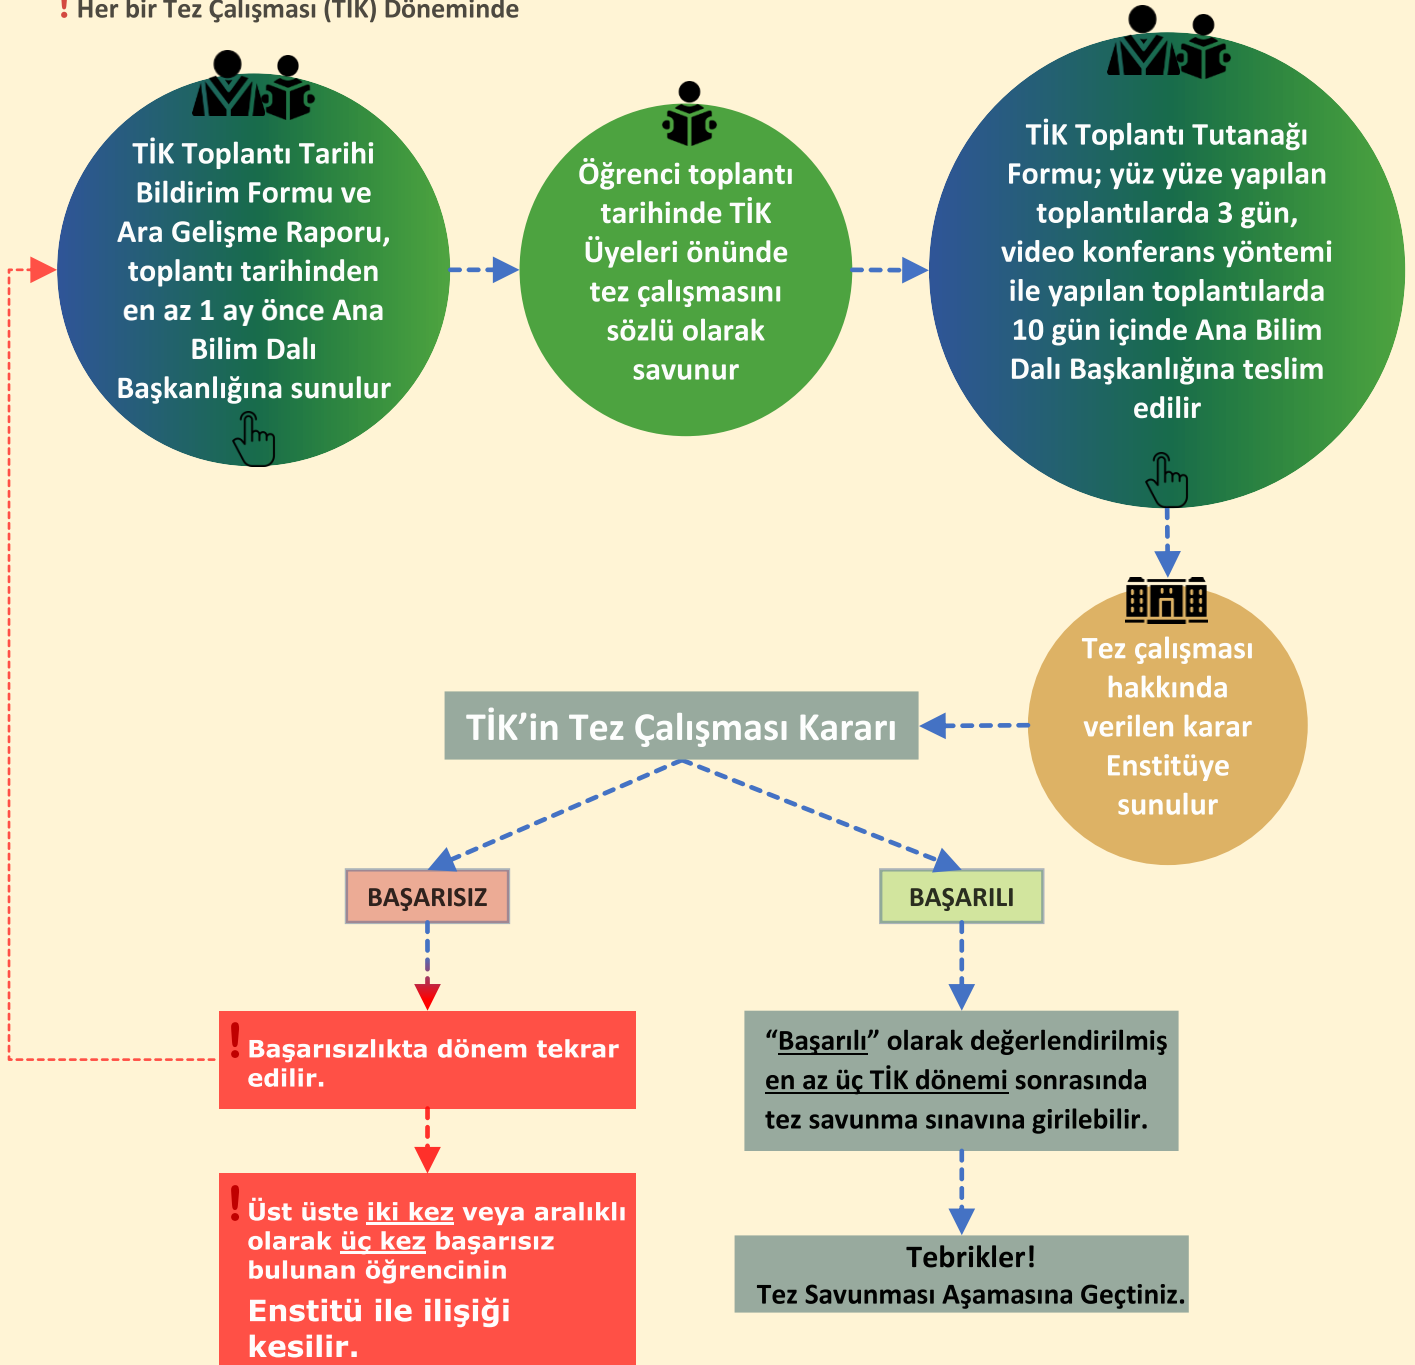 ! Her bir Tez Çalışması (TİK) Döneminde
TİK Toplantı Tarihi
Bildirim Formu ve
Ara Gelişme Raporu,
toplantı tarihinden
en az 1 ay önce Ana
Bilim Dalı
Başkanlığına sunulur
Öğrenci toplantı
tarihinde TİK
Üyeleri önünde
tez çalışmasını
sözlü olarak
savunur
TİK Toplantı Tutanağı
Formu; yüz yüze yapılan
toplantılarda 3 gün,
video konferans yöntemi
ile yapılan toplantılarda
10 gün içinde Ana Bilim
Dalı Başkanlığına teslim
edilir
Tez çalışması
hakkında
verilen karar
Enstitüye
sunulur
TİK’in Tez Çalışması Kararı
BAŞARISIZ
BAŞARILI
! Başarısızlıkta dönem tekrar
edilir.
“Başarılı” olarak değerlendirilmiş
en az üç TİK dönemi sonrasında
tez savunma sınavına girilebilir.
! Üst üste iki kez veya aralıklı
olarak üç kez başarısız
bulunan öğrencinin
Enstitü ile ilişiği
kesilir.
Tebrikler!
Tez Savunması Aşamasına Geçtiniz.